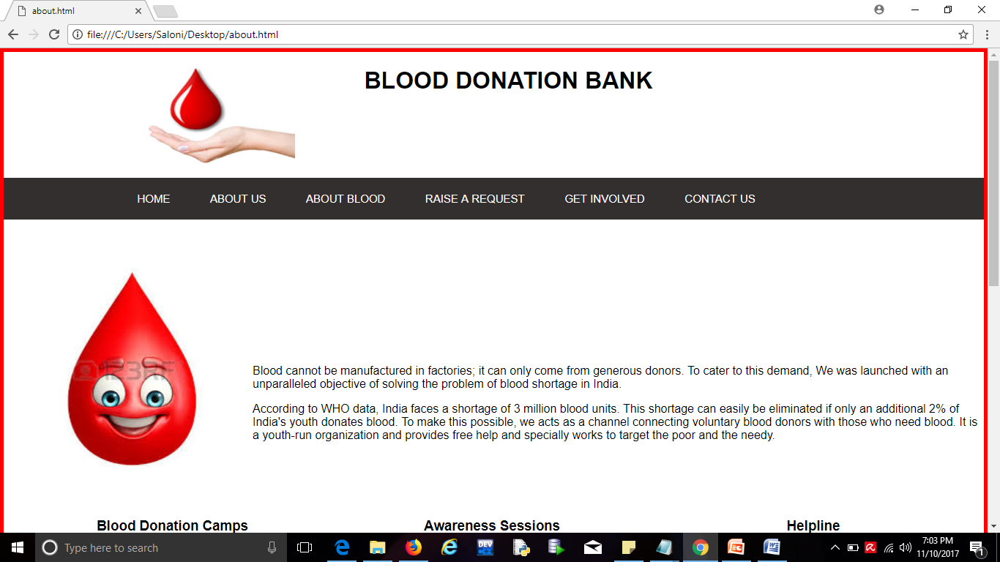 about.html
file:///C:/Users/Saloni/Desktop/about.html
BLOOD DONATION BANK
HOME ABOUT US ABOUT BLOOD RAISE A REQUEST GET INVOLVED CONTACT US
123RF
Blood cannot be manufactured in factories; it can only come from generous donors. To cater to this demand, We was launched with an
unparalleled objective of solving the problem of blood shortage in India.
According to WHO data, India faces a shortage of 3 million blood units. This shortage can easily be eliminated if only an additional 2% of
India's youth donates blood. To make this possible, we acts as a channel connecting voluntary blood donors with those who need blood. It is
a youth-run organization and provides free help and specially works to target the poor and the needy.
Blood Donation Camps Awareness Sessions Helpline
Type here to search
DEV
7:03 PM
11/10/2017
1